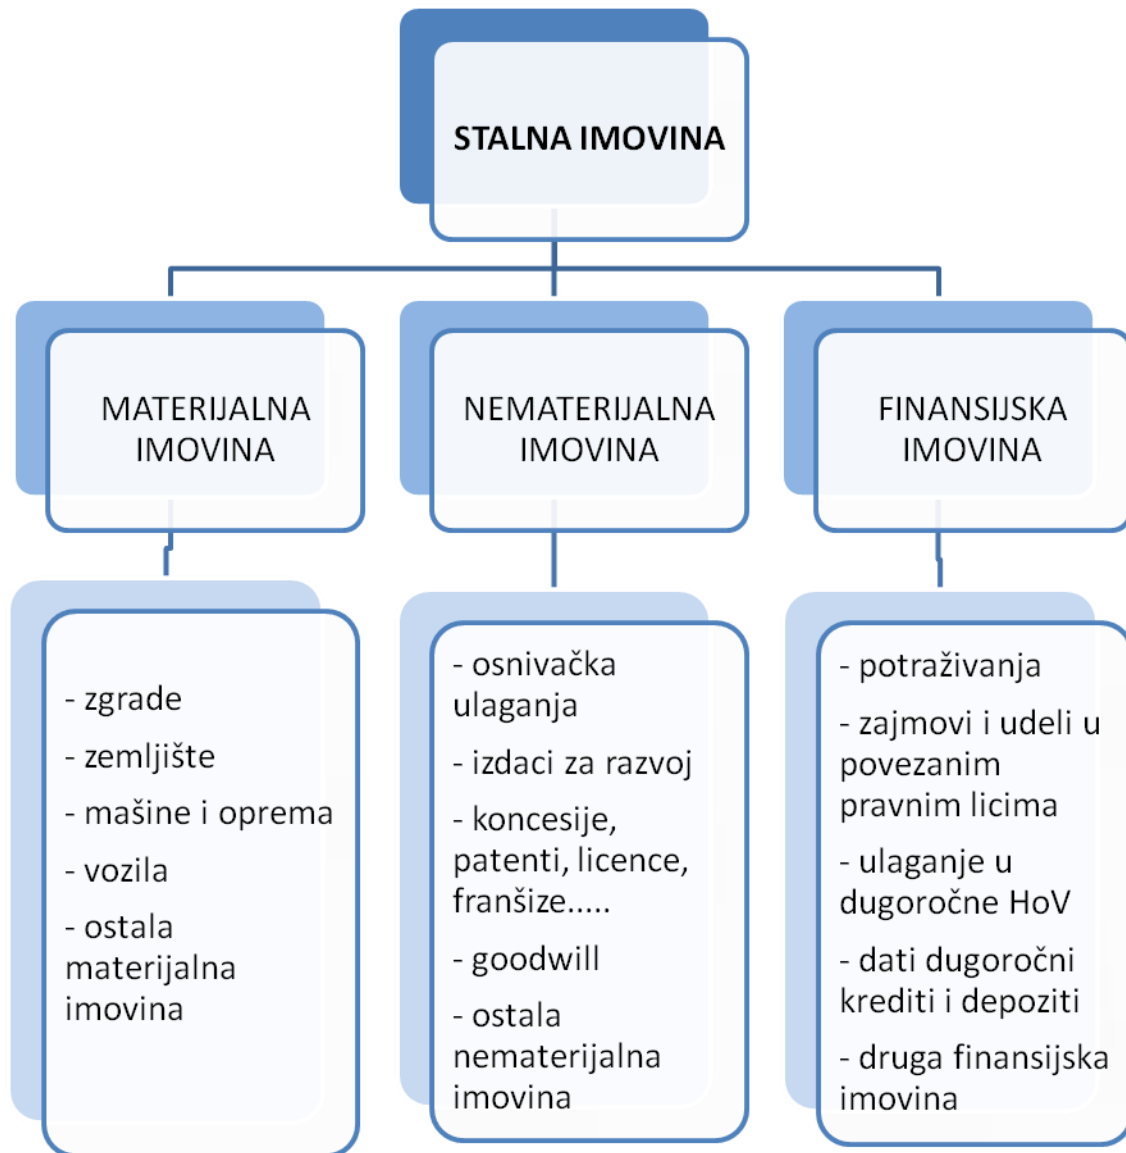 STALNA IMOVINA
MATERIJALNA
IMOVINA
NEMATERIJALNA
IMOVINA
FINANSIJSKA
IMOVINA
- zgrade
- zemljište
- mašine i oprema
- vozila
- ostala
materijalna
imovina
- osnivačka
ulaganja
- izdaci za razvoj
- koncesije,
patenti, licence,
franšize.....
- goodwill
- ostala
nematerijalna
imovina
- potraživanja
- zajmovi i udeli u
povezanim
pravnim licima
- ulaganje u
dugoročne HoV
- dati dugoročni
krediti i depoziti
- druga finansijska
imovina